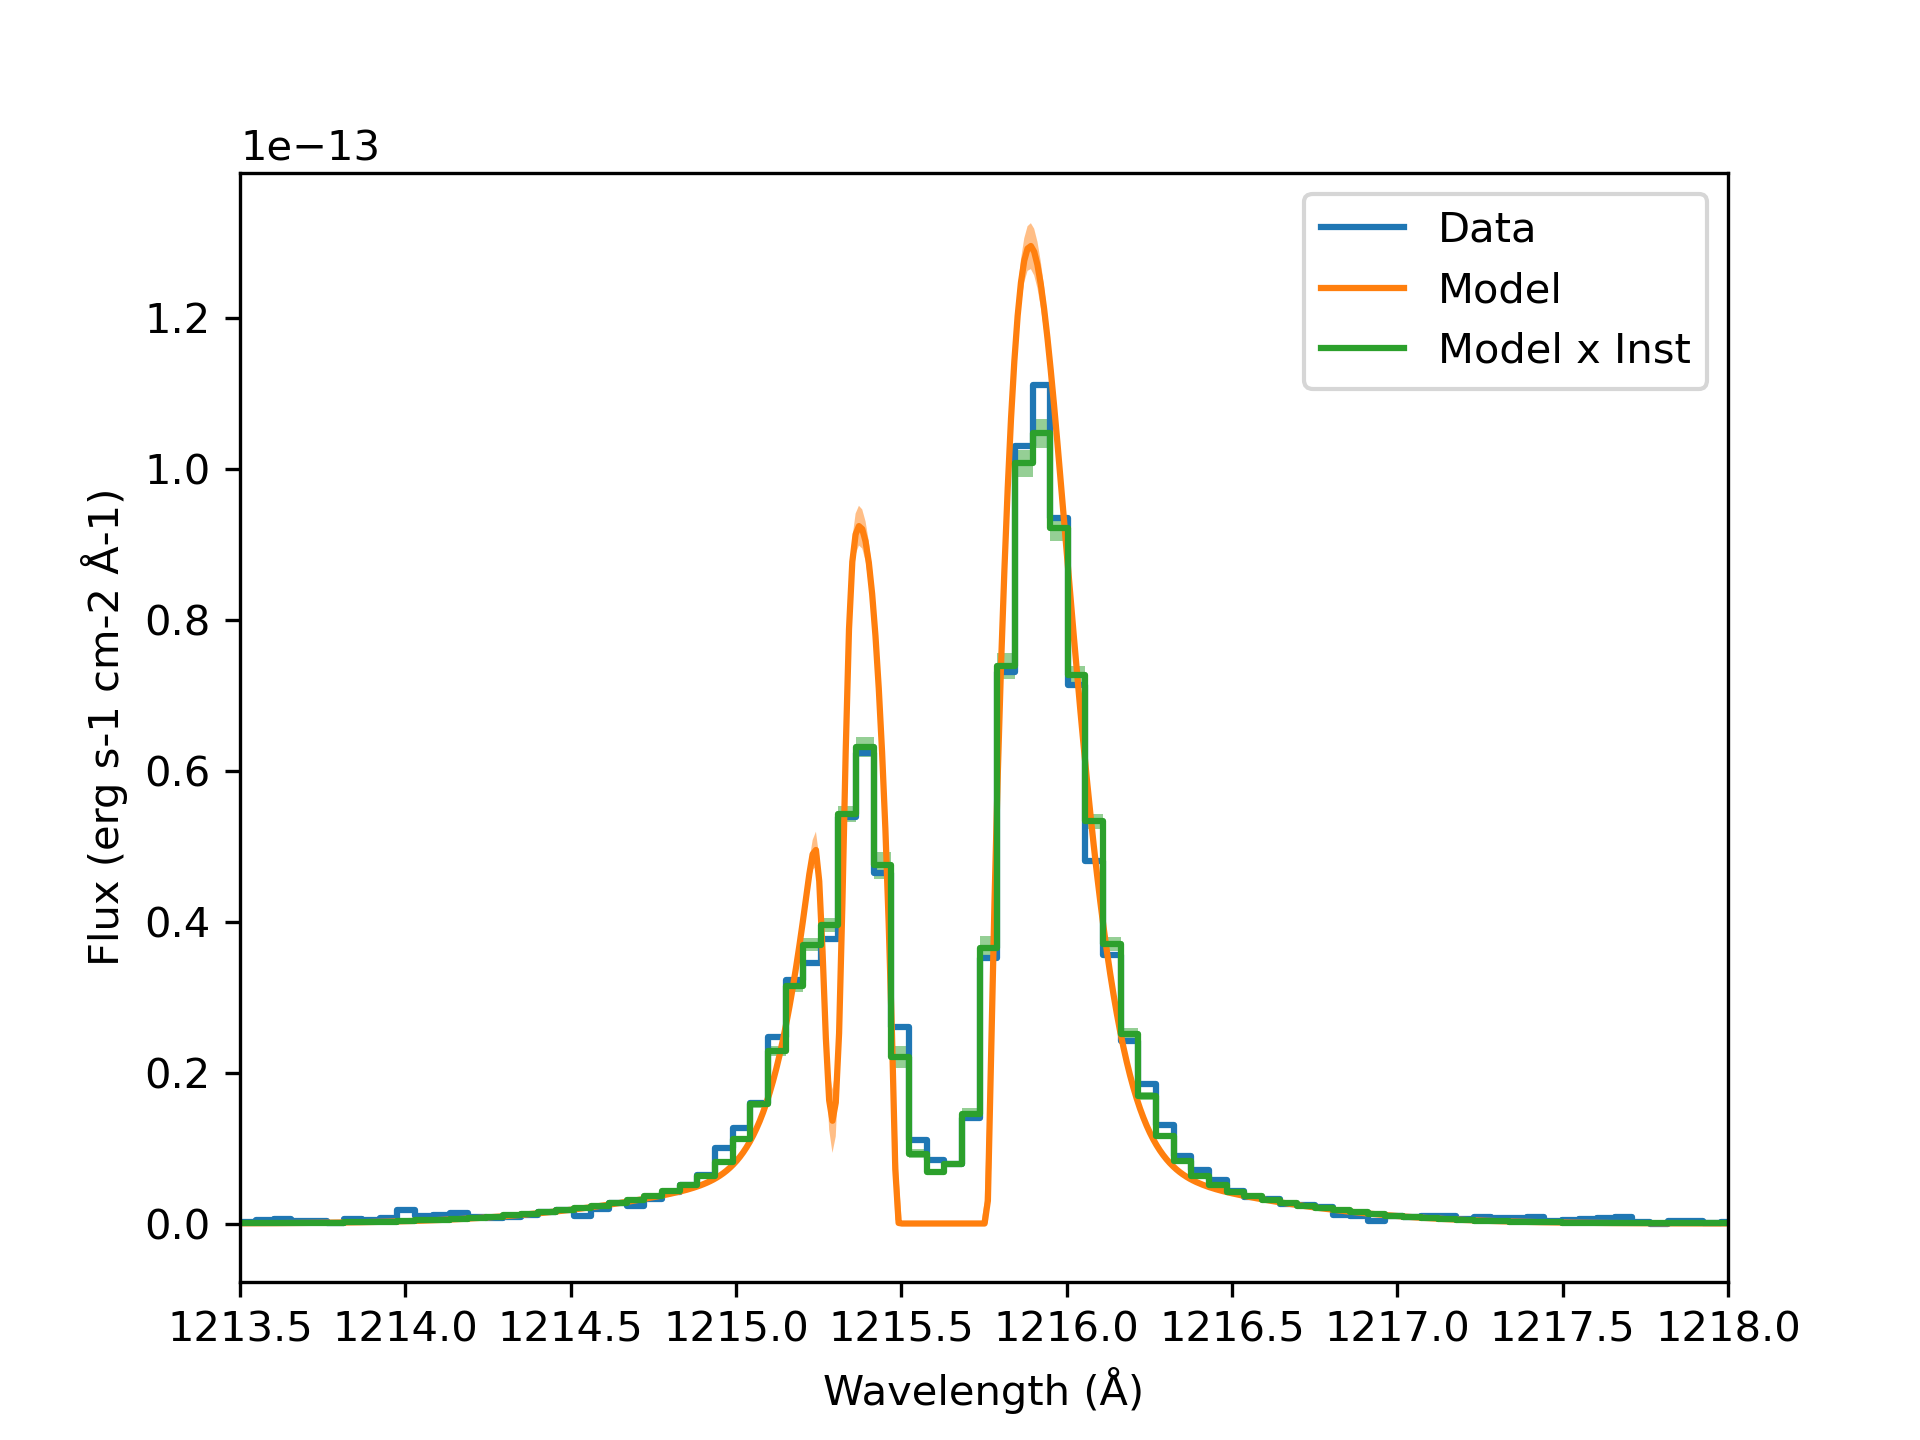 1e−13
Data
Model
Model x Inst
1.2
1.0
0.8
0.6
0.4
0.2
0.0
Flux (erg s-1 cm-2 Å-1)
1213.5 1214.0 1214.5 1215.0 1215.5 1216.0 1216.5 1217.0 1217.5 1218.0
Wavelength (Å)